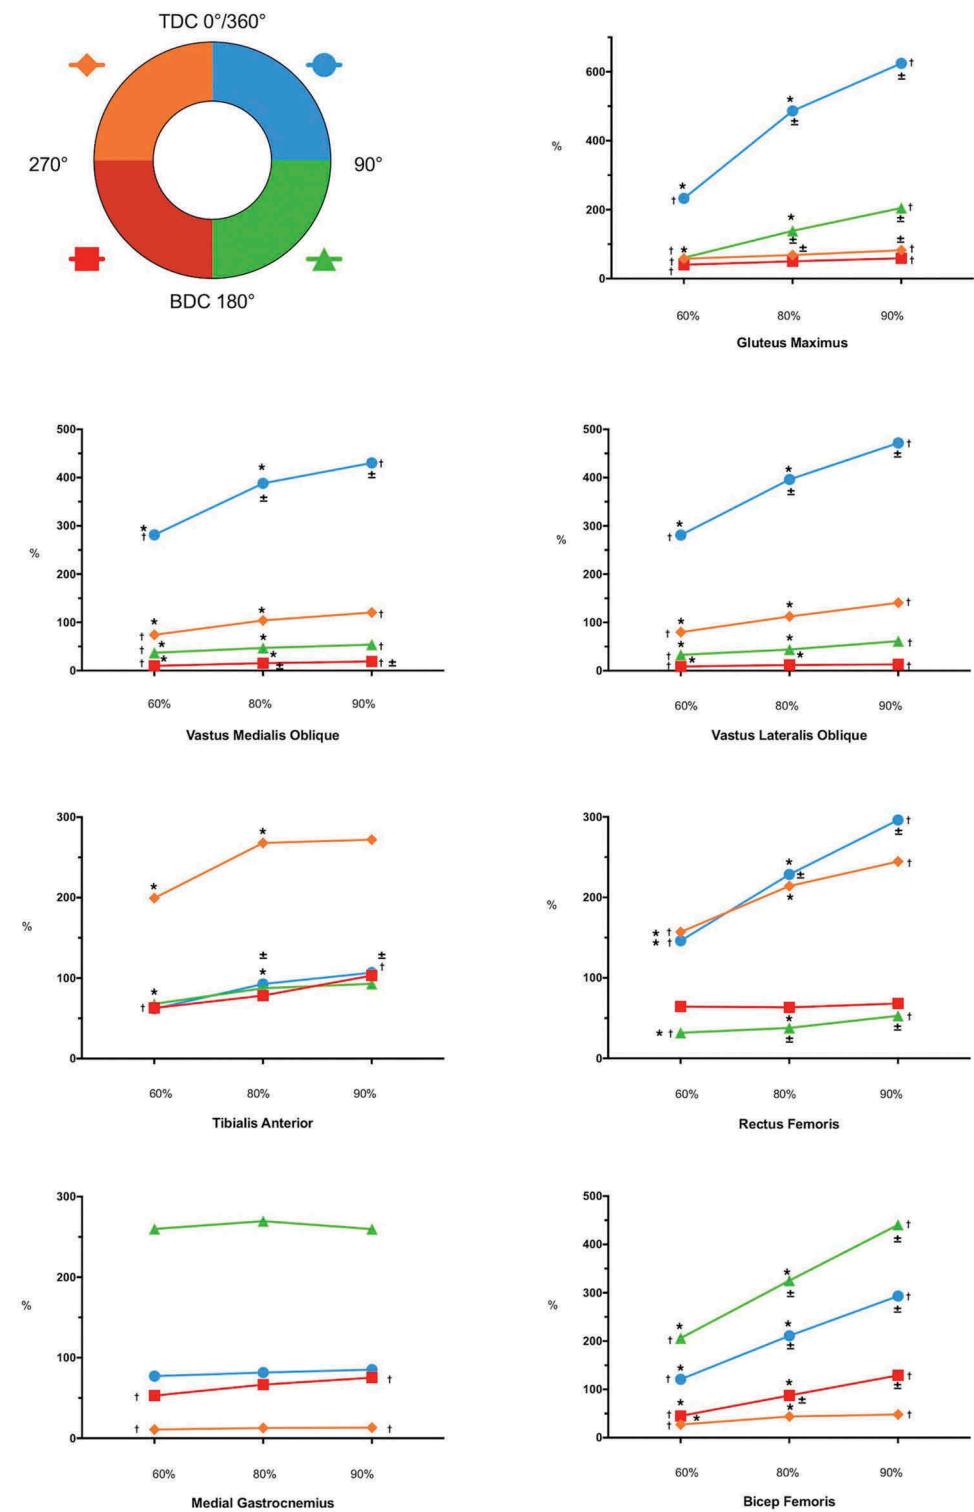 TDC 0°/360°
270°
90°
BDC 180°
600
400
%
200
0
60% 80% 90%
Gluteus Maximus
500
400
300
%
200
100
0
60% 80% 90%
Vastus Medialis Oblique
500
400
300
%
200
100
0
60% 80% 90%
Vastus Lateralis Oblique
300
200
%
100
0
60% 80% 90%
Tibialis Anterior
300
200
%
100
0
60% 80% 90%
Rectus Femoris
300
200
%
100
0
60% 80% 90%
Medial Gastrocnemius
500
400
300
%
200
100
0
60% 80% 90%
Bicep Femoris